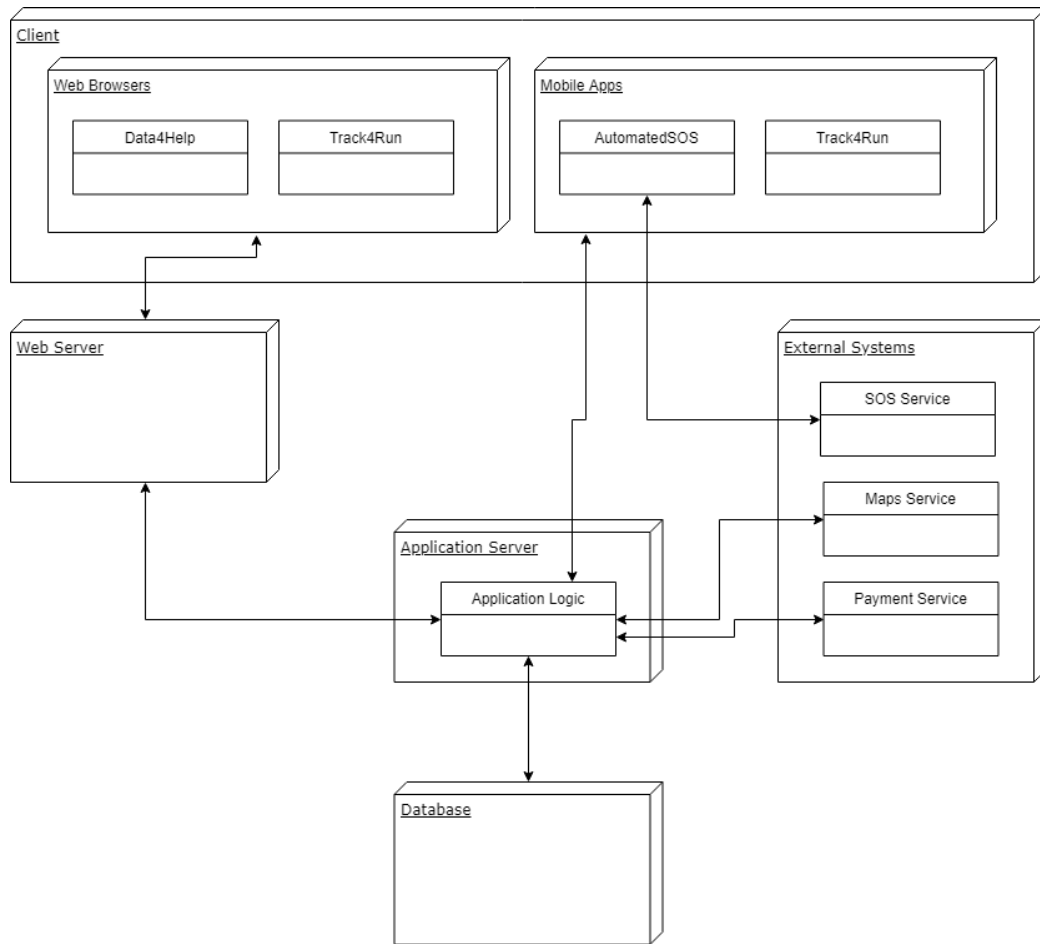 Client
Web Browsers
Data4Help
Track4Run
Mobile Apps
AutomatedSOS
Track4Run
Web Server
External Systems
SOS Service
Maps Service
Payment Service
Application Server
Application Logic
Database